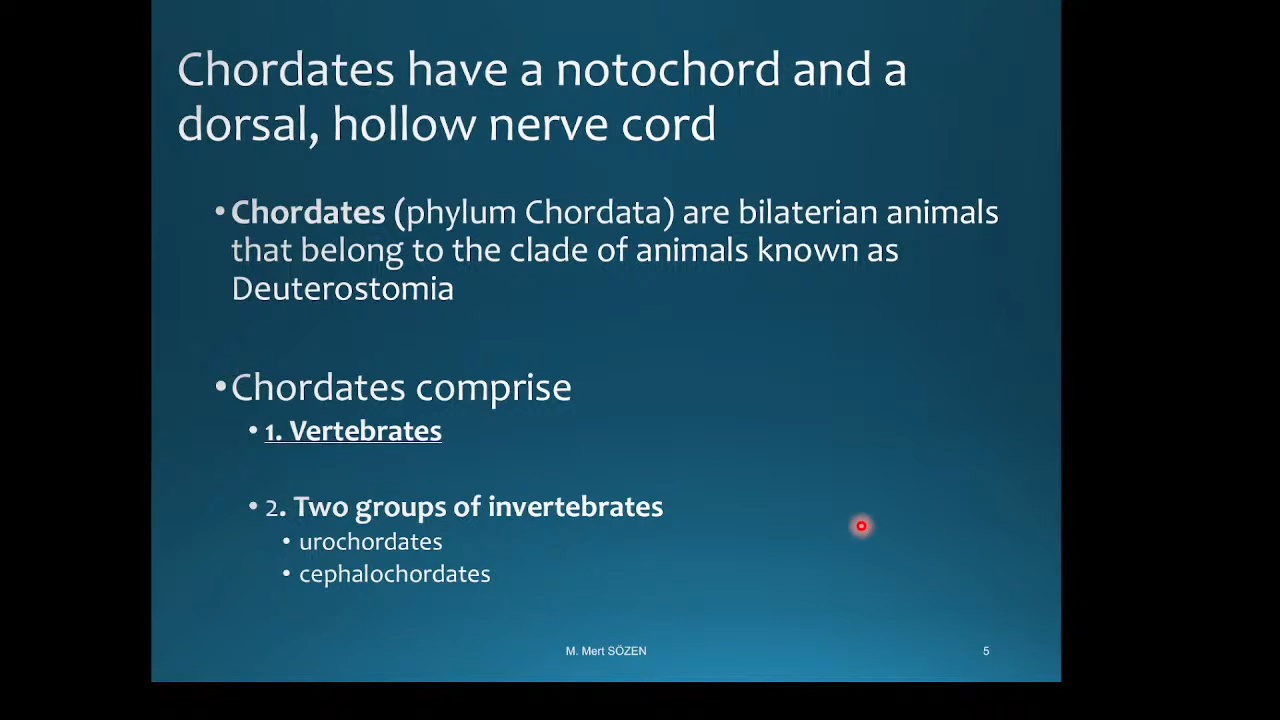 Chordates have a notochord and a
dorsal, hollow nerve cord
•Chordates (phylum Chordata) are bilaterian animals
that belong to the clade of animals known as
Deuterostomia
•Chordates comprise
• 1. Vertebrates
• 2. Two groups of invertebrates
• urochordates
• cephalochordates
M. Mert SÖZEN
5